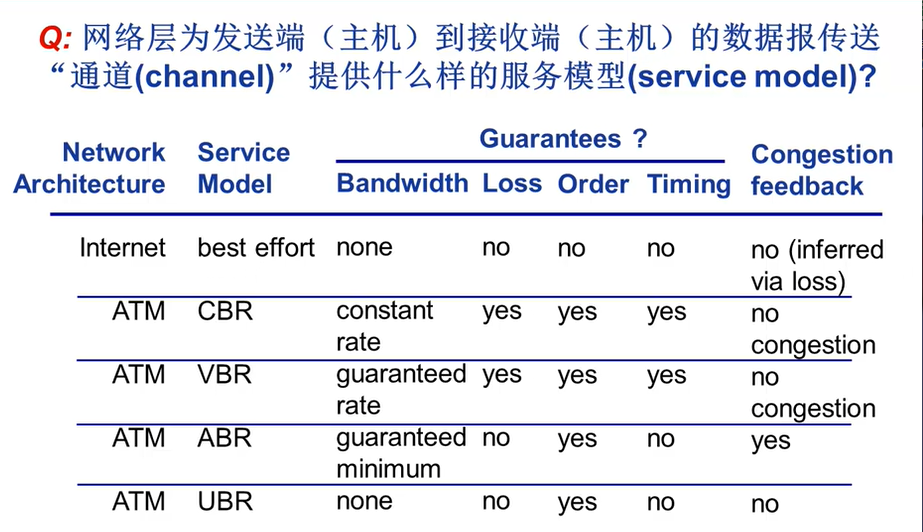 Q: 网络层为发送端（主机）到接收端（主机）的数据报传送
“通道(channel)”提供什么样的服务模型(service model)?
Network Architecture Service Model Guarantees ? Congestion feedback
Bandwidth Loss Order Timing
Internet best effort none no no no no (inferred via loss)
ATM CBR constant rate yes yes yes no congestion
ATM VBR guaranteed rate yes yes yes no congestion
ATM ABR guaranteed minimum no yes no yes
ATM UBR none no yes no no